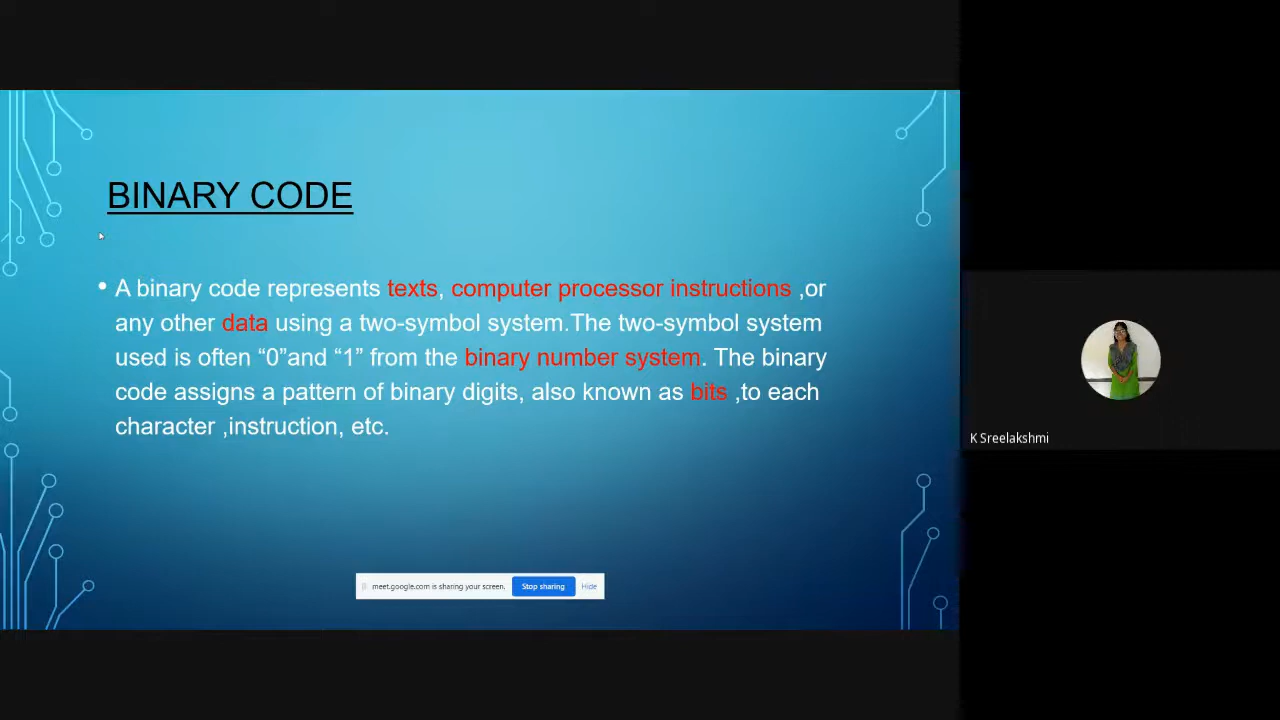 BINARY CODE
• A binary code represents texts, computer processor instructions ,or
any other data using a two-symbol system.The two-symbol system
used is often “0”and “1” from the binary number system. The binary
code assigns a pattern of binary digits, also known as bits ,to each
character ,instruction, etc.
meet.google.com is sharing your screen. Stop sharing Hide
K Sreelakshmi